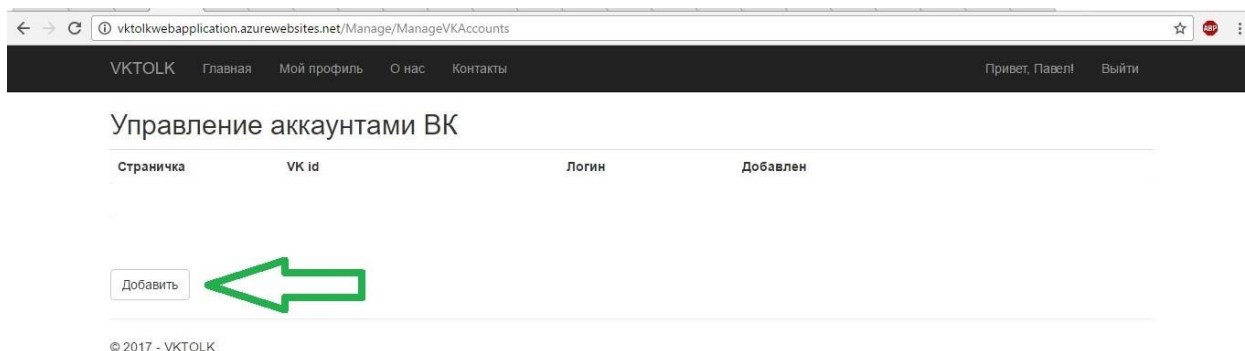 vktolkwebapplication.azurewebsites.net/Manage/ManageVKAccounts
ABP
VKTOLK Главная Мой профиль О нас Контакты Привет, Павел! Выйти
Управление аккаунтами ВК
Страничка VK id Логин Добавлен
Добавить
© 2017 - VKTOLK